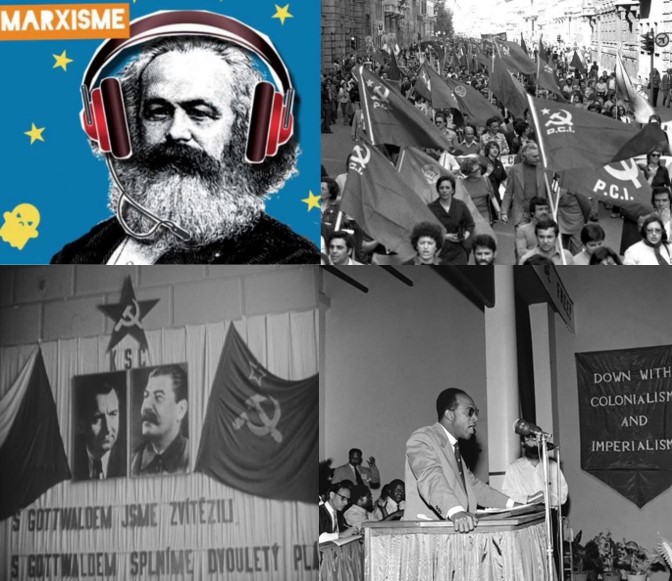 MARXISME
P.C.I.
P.C.I.
P.C.I.
KSČ
S GOTTWALDEM JSME ZVÍTĚZILI
S GOTTWALDEM SPLNÍME DVOULETÝ PL
DOWN WITH
COLONIALISM
AND
IMPERIALISM